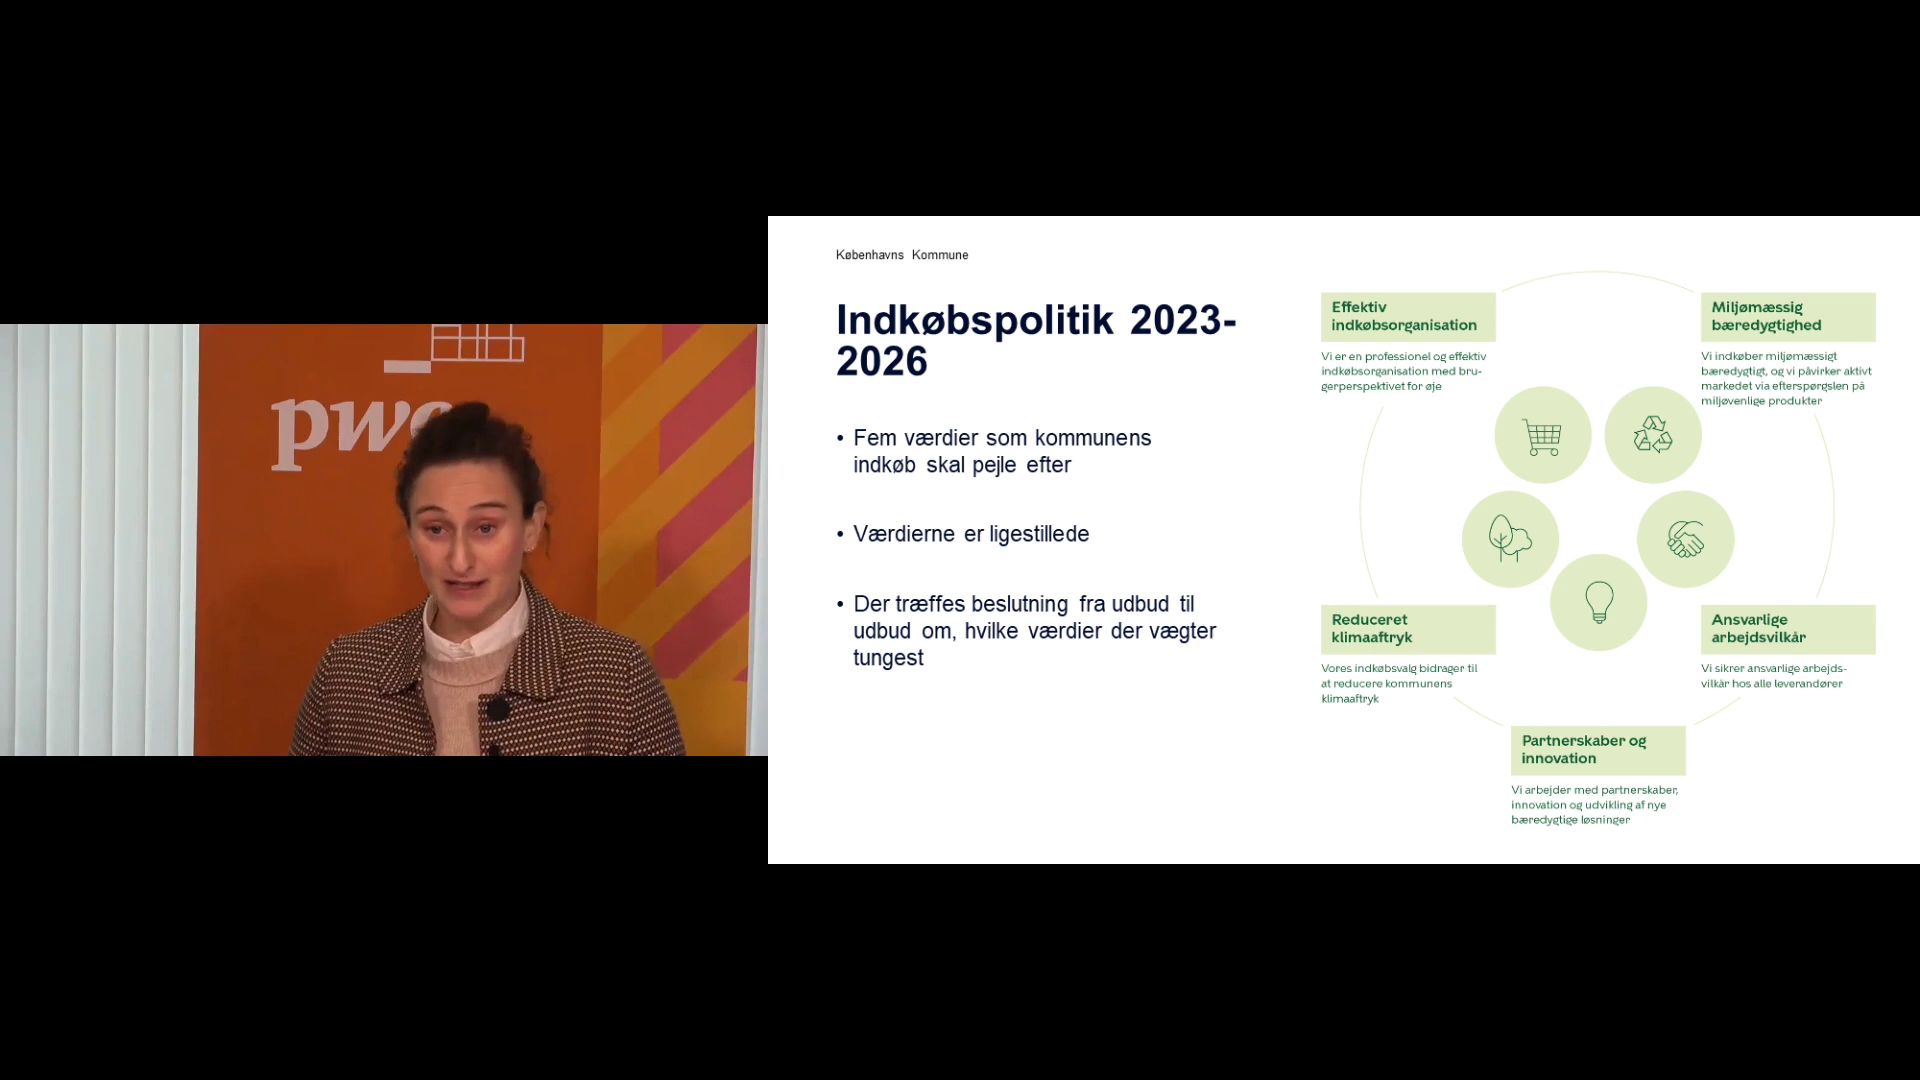 pwc
Københavns Kommune
Indkøbspolitik 2023-
2026
• Fem værdier som kommunens
indkøb skal pejle efter
• Værdierne er ligestillede
• Der træffes beslutning fra udbud til
udbud om, hvilke værdier der vægter
tungest
Effektiv
indkøbsorganisation
Vi er en professionel og effektiv
indkøbsorganisation med bru-
gerperspektivet for øje
Miljømæssig
bæredygtighed
Vi indkøber miljømæssigt
bæredygtigt, og vi påvirker aktivt
markedet via efterspørgslen på
miljøvenlige produkter
Reduceret
klimaaftryk
Vores indkøbsvalg bidrager til
at reducere kommunens
klimaaftryk
Ansvarlige
arbejdsvilkår
Vi sikrer ansvarlige arbejds-
vilkår hos alle leverandører
Partnerskaber og
innovation
Vi arbejder med partnerskaber,
innovation og udvikling af nye
bæredygtige løsninger